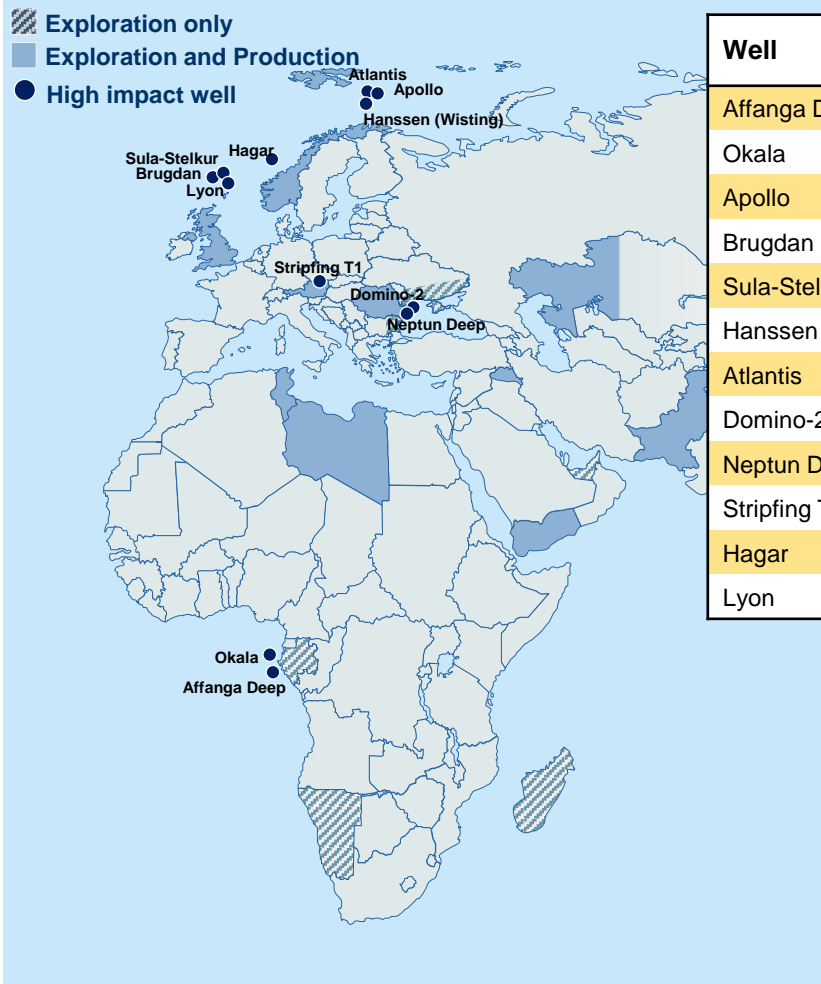 Exploration only
Exploration and Production
High impact well
Atlantis
Apollo
Hanssen (Wisting)
Hagar
Sula-Stelkur
Brugdan
Lyon
Stripfing T1
Domino-2
Neptun Deep
Okala
Affanga Deep
Well
Affanga D
Okala
Apollo
Brugdan
Sula-Stel
Hanssen
Atlantis
Domino-2
Neptun D
Stripfing T
Hagar
Lyon